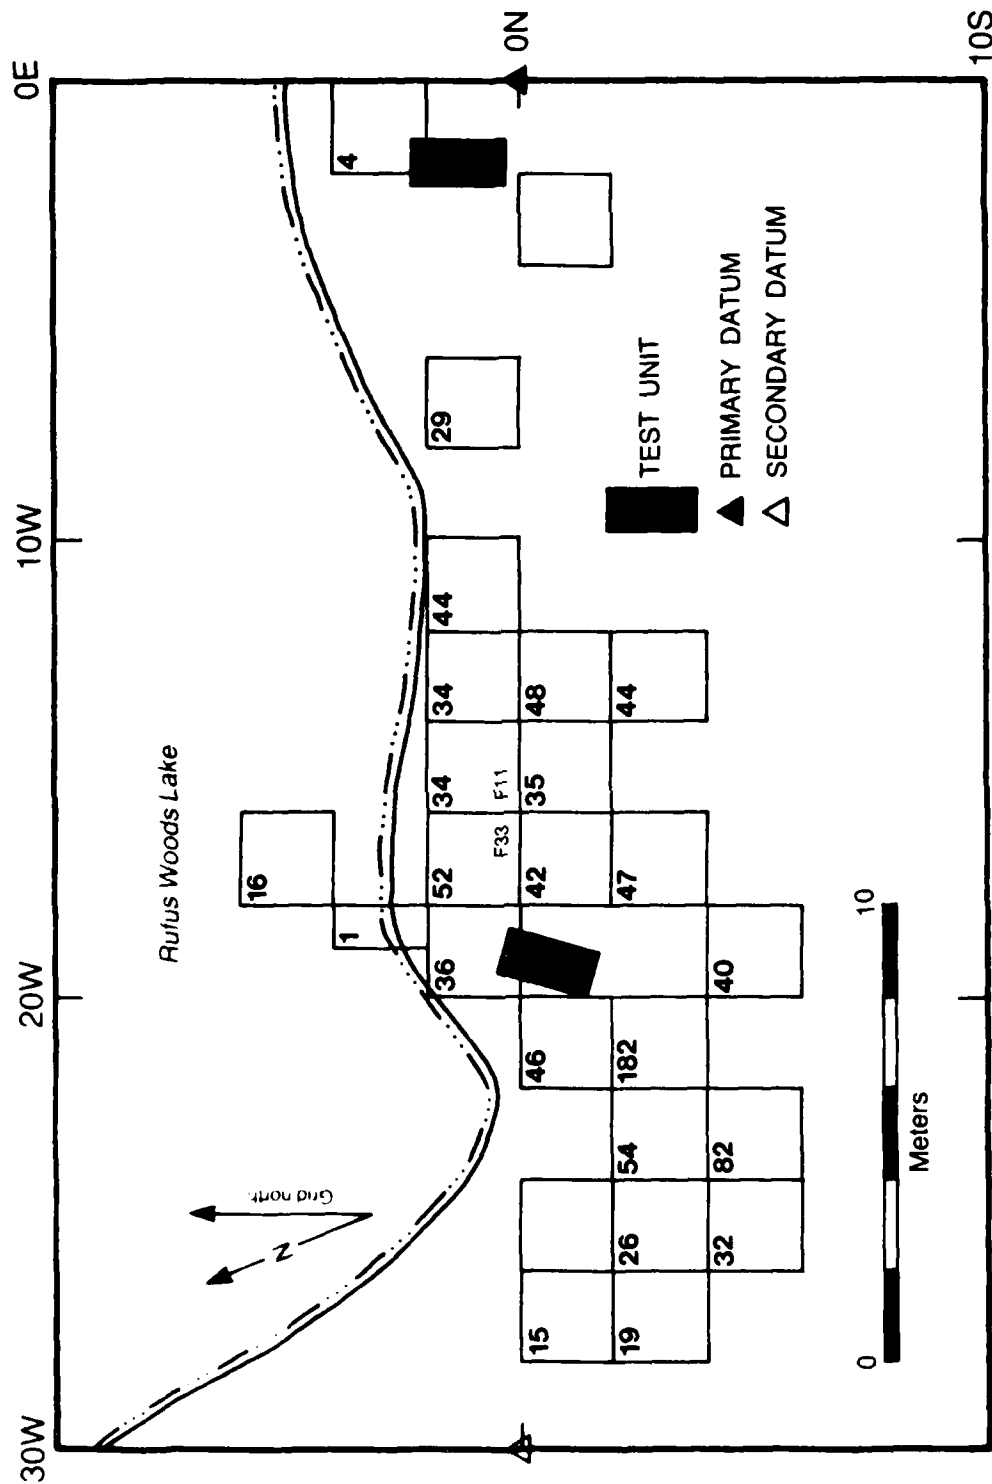 30W
20W
10W
0E
0N
10S
Rufus Woods Lake
N
Grid north
16
1
4
36
52
34
34
44
29
F33
F11
15
46
42
35
48
19
26
54
182
47
44
32
82
40
TEST UNIT
PRIMARY DATUM
SECONDARY DATUM
0
10
Meters